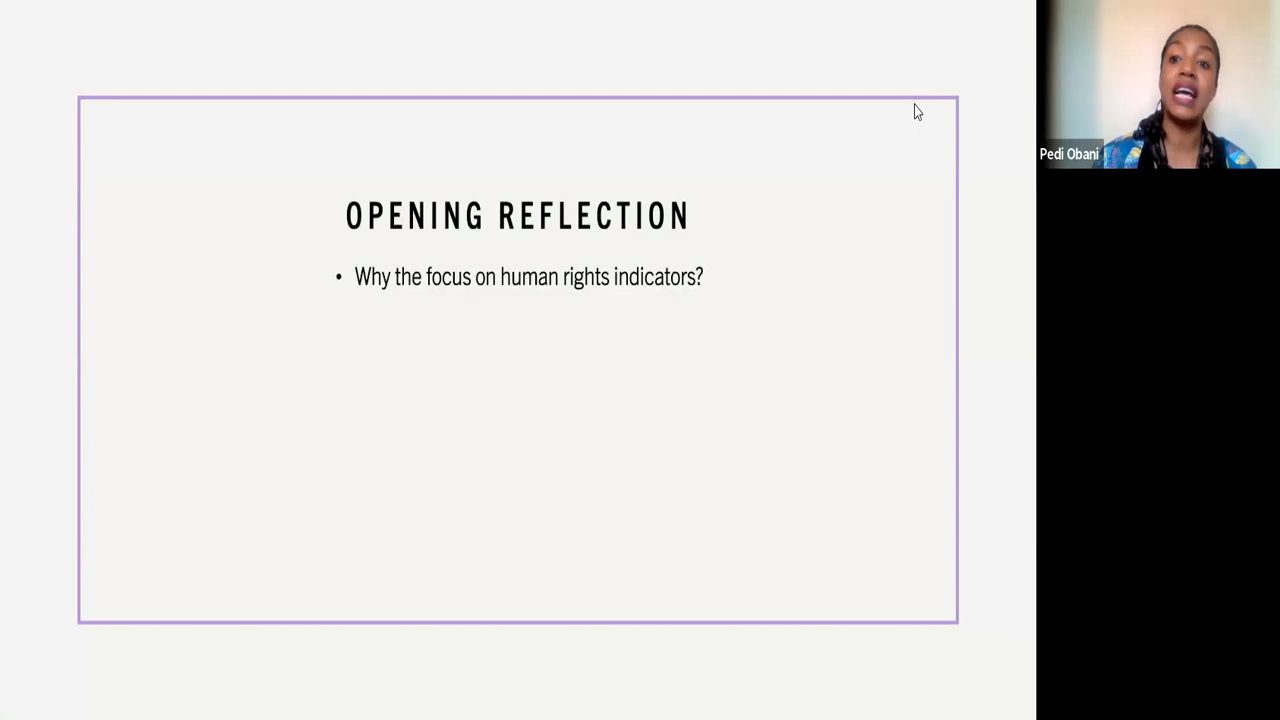 OPENING REFLECTION
• Why the focus on human rights indicators?
Pedi Obani